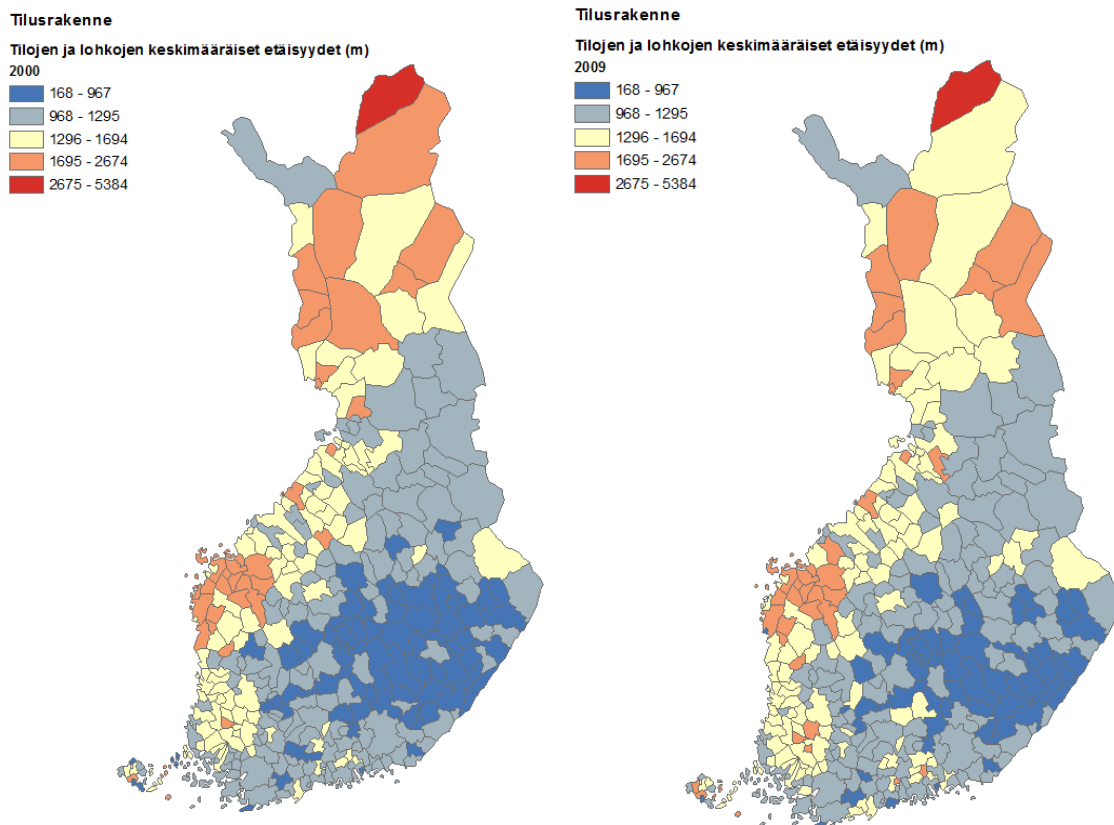 Tilusrakenne
Tilojen ja lohkojen keskimääräiset etäisyydet (m)
2000
168 - 967
968 - 1295
1296 - 1694
1695 - 2674
2675 - 5384
Tilusrakenne
Tilojen ja lohkojen keskimääräiset etäisyydet (m)
2009
168 - 967
968 - 1295
1296 - 1694
1695 - 2674
2675 - 5384